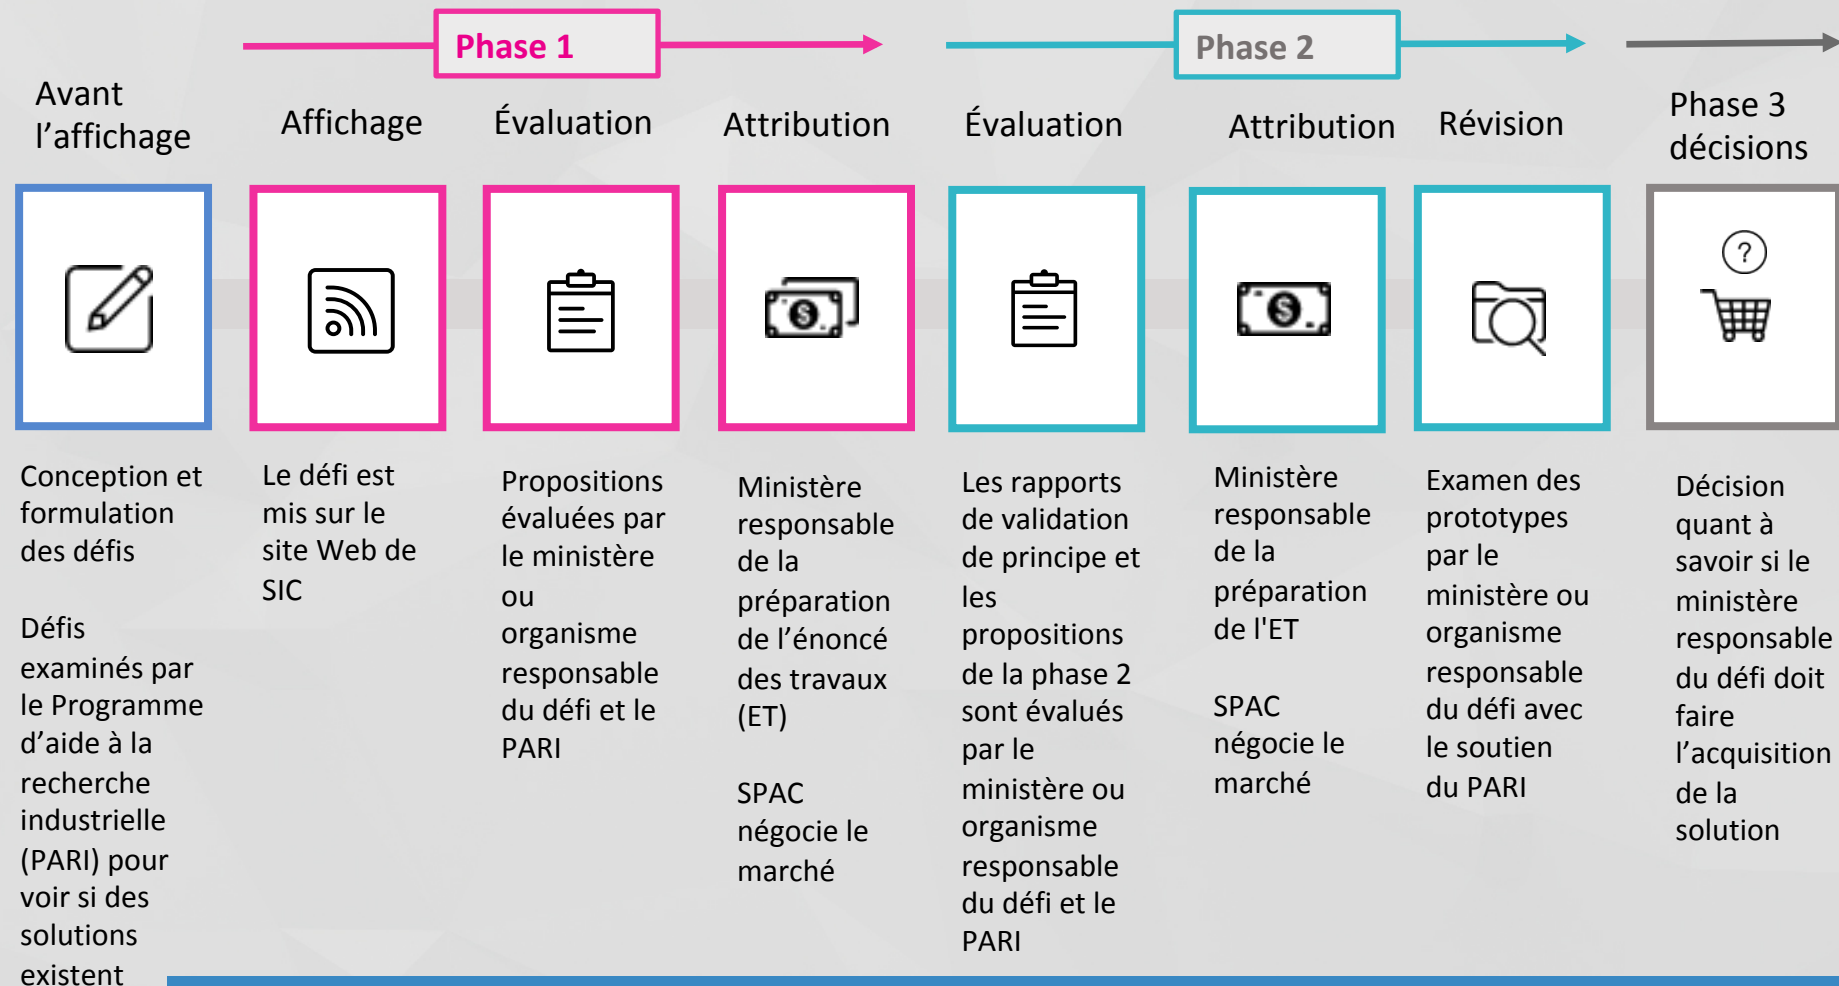 Phase 1
Phase 2
Avant
l’affichage
Affichage
Évaluation
Attribution
Évaluation
Attribution
Révision
Phase 3
décisions
?
Conception et
formulation
des défis
Défis
examinés par
le Programme
d’aide à la
recherche
industrielle
(PARI) pour
voir si des
solutions
existent
Le défi est
mis sur le
site Web de
SIC
Propositions
évaluées par
le ministère
ou
organisme
responsable
du défi et le
PARI
Ministère
responsable
de la
préparation
de l’énoncé
des travaux
(ET)
SPAC
négocie le
marché
Les rapports
de validation
de principe et
les
propositions
de la phase 2
sont évalués
par le
ministère ou
organisme
responsable
du défi et le
PARI
Ministère
responsable
de la
préparation
de l'ET
SPAC
négocie le
marché
Examen des
prototypes
par le
ministère ou
organisme
responsable
du défi avec
le soutien
du PARI
Décision
quant à
savoir si le
ministère
responsable
du défi doit
faire
l’acquisition
de la
solution